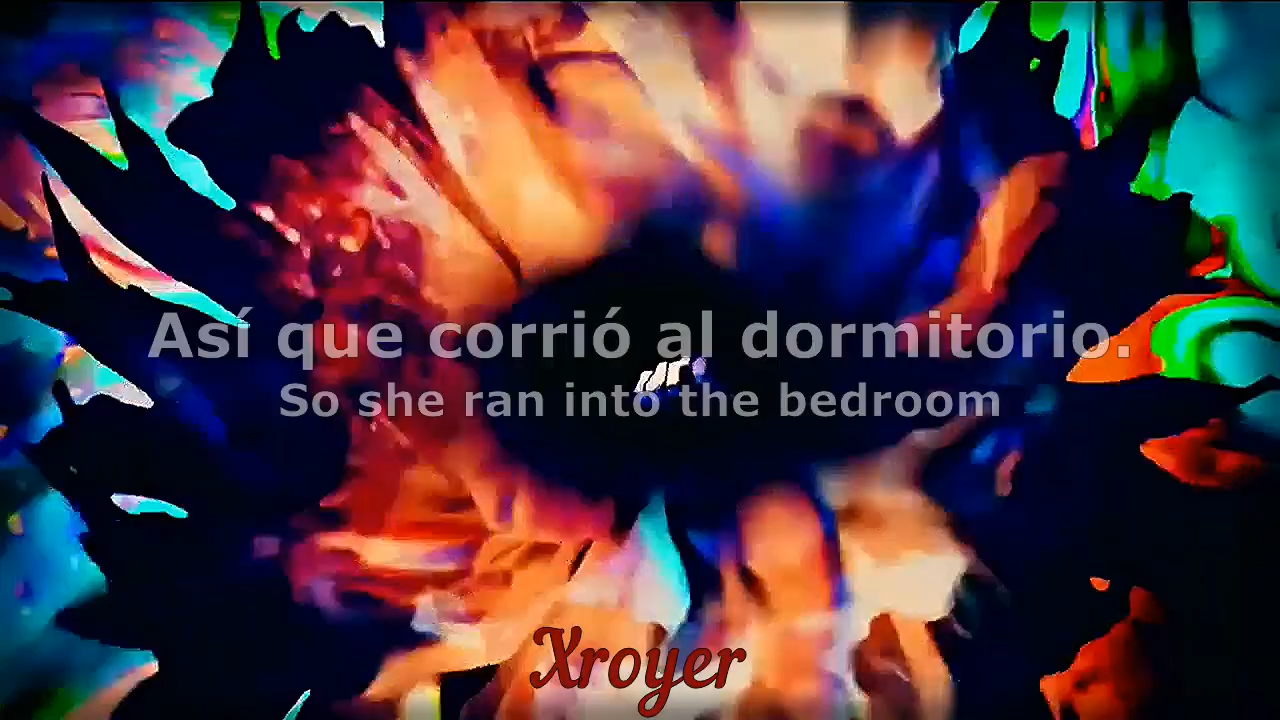 Así que corrió al dormitorio.
So she ran into the bedroom
Xroyer